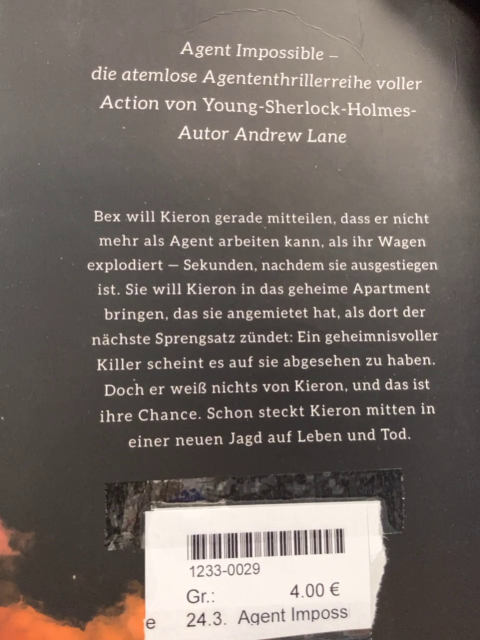 Agent Impossible –
die atemlose Agententhrillerreihe voller
Action von Young-Sherlock-Holmes-
Autor Andrew Lane
Bex will Kieron gerade mitteilen, dass er nicht
mehr als Agent arbeiten kann, als ihr Wagen
explodiert – Sekunden, nachdem sie ausgestiegen
ist. Sie will Kieron in das geheime Apartment
bringen, das sie angemietet hat, als dort der
nächste Sprengsatz zündet: Ein geheimnisvoller
Killer scheint es auf sie abgesehen zu haben.
Doch er weiß nichts von Kieron, und das ist
ihre Chance. Schon steckt Kieron mitten in
einer neuen Jagd auf Leben und Tod.
1233-0029
Gr.: 4.00 €
e 24.3. Agent Imposs